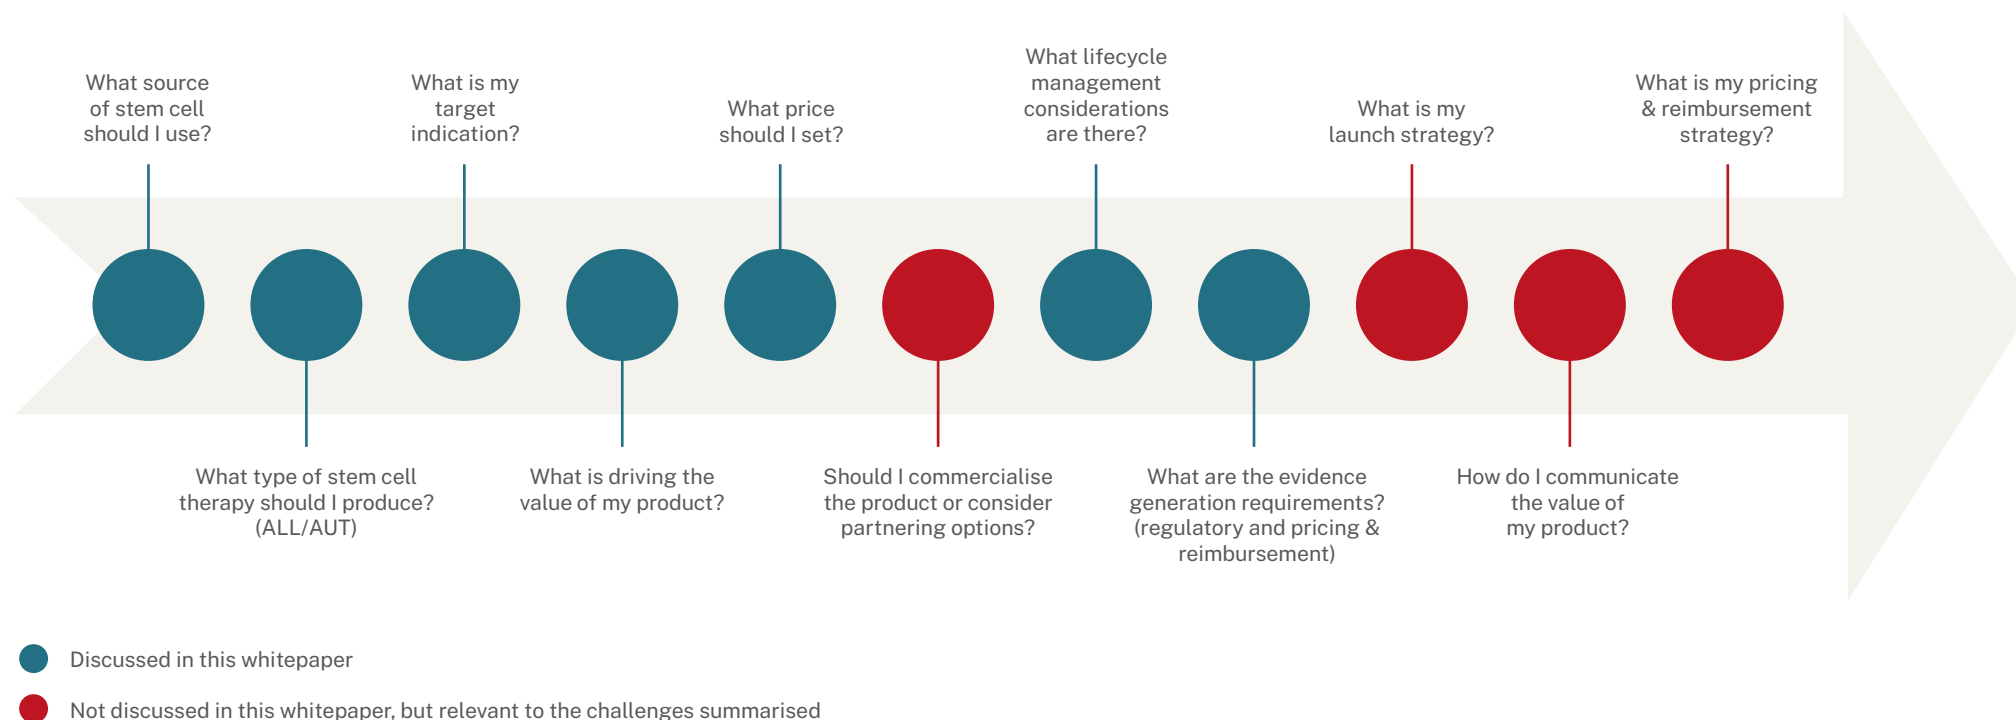 What source
of stem cell
should I use?
What is my
target
indication?
What price
should I set?
What lifecycle
management
considerations
are there?
What is my
launch strategy?
What is my pricing
& reimbursement
strategy?
What type of stem cell
therapy should I produce?
(ALL/AUT)
What is driving the
value of my product?
Should I commercialise
the product or consider
partnering options?
What are the evidence
generation requirements?
(regulatory and pricing &
reimbursement)
How do I communicate
the value of
my product?
Discussed in this whitepaper
Not discussed in this whitepaper, but relevant to the challenges summarised